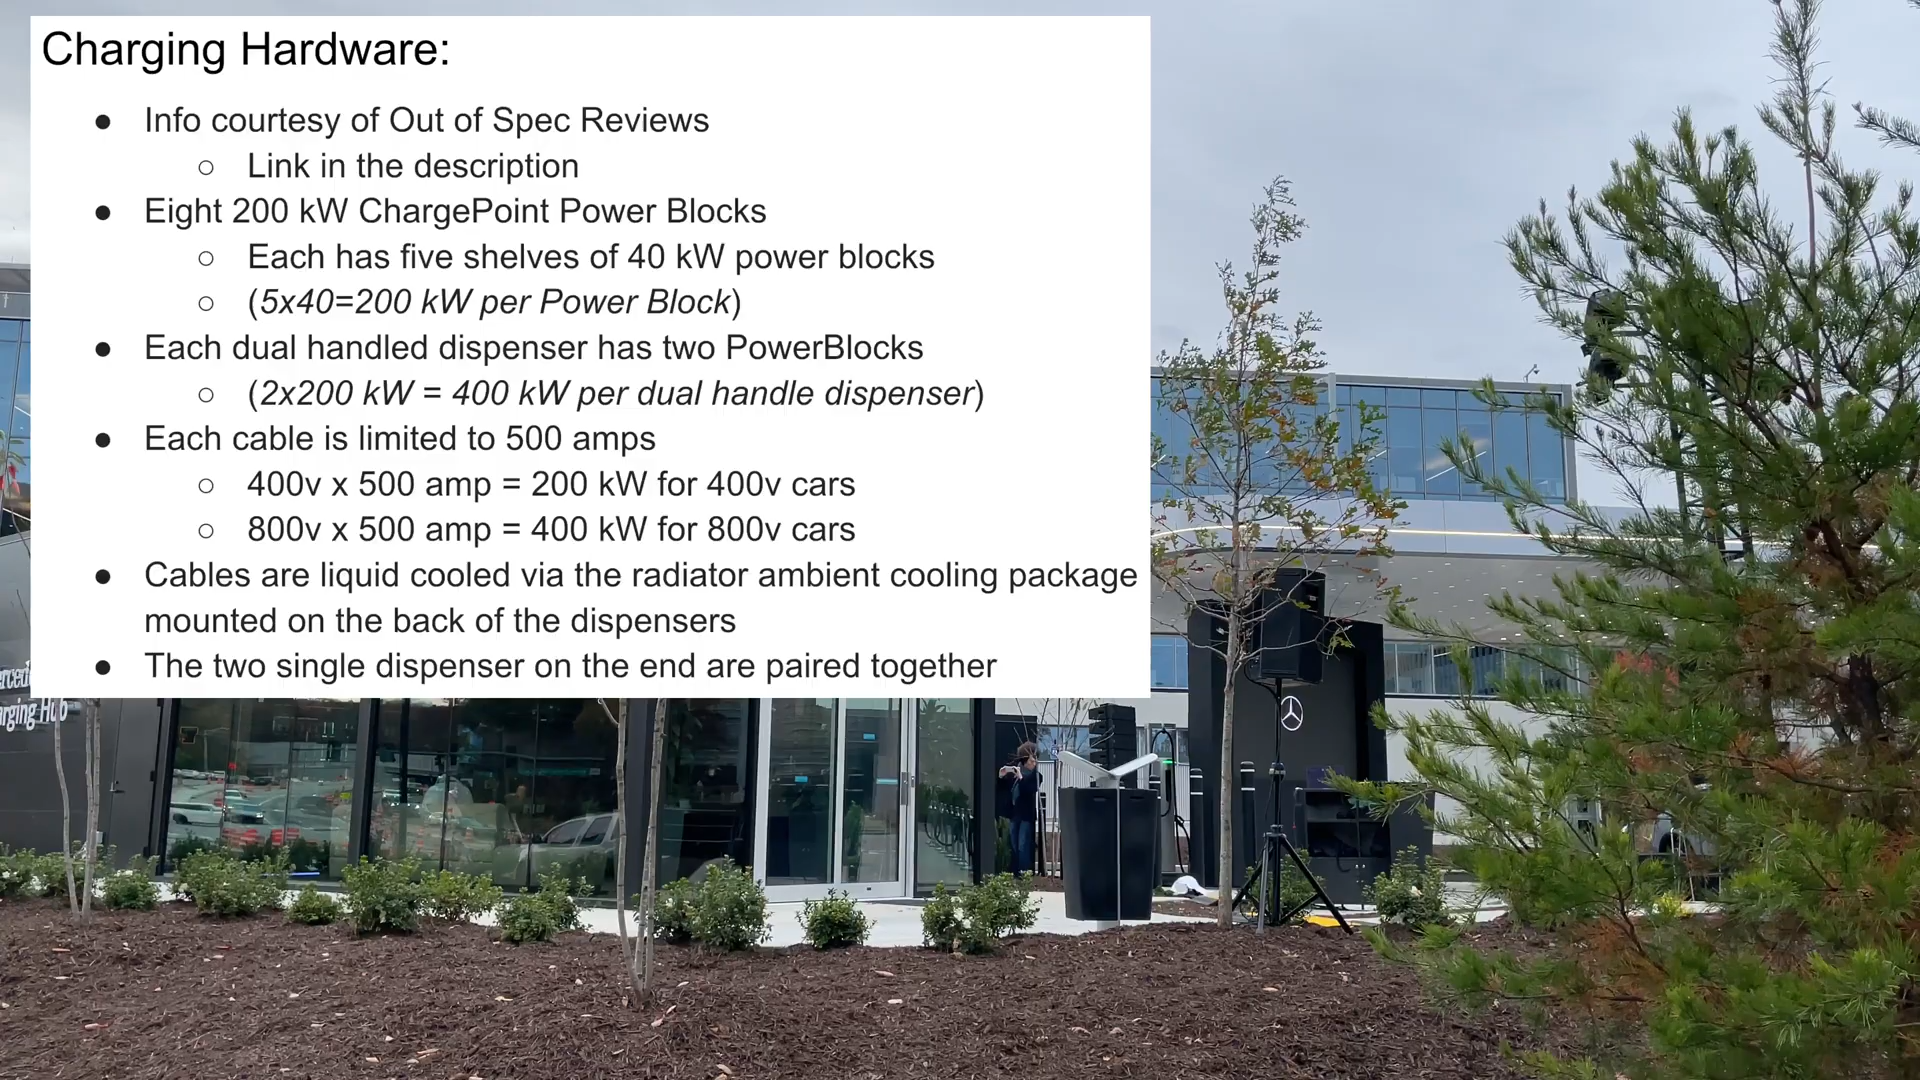 Charging Hardware:
● Info courtesy of Out of Spec Reviews
○ Link in the description
● Eight 200 kW ChargePoint Power Blocks
○ Each has five shelves of 40 kW power blocks
○ (5x40=200 kW per Power Block)
● Each dual handled dispenser has two PowerBlocks
○ (2x200 kW = 400 kW per dual handle dispenser)
● Each cable is limited to 500 amps
○ 400v x 500 amp = 200 kW for 400v cars
○ 800v x 500 amp = 400 kW for 800v cars
● Cables are liquid cooled via the radiator ambient cooling package
mounted on the back of the dispensers
● The two single dispenser on the end are paired together